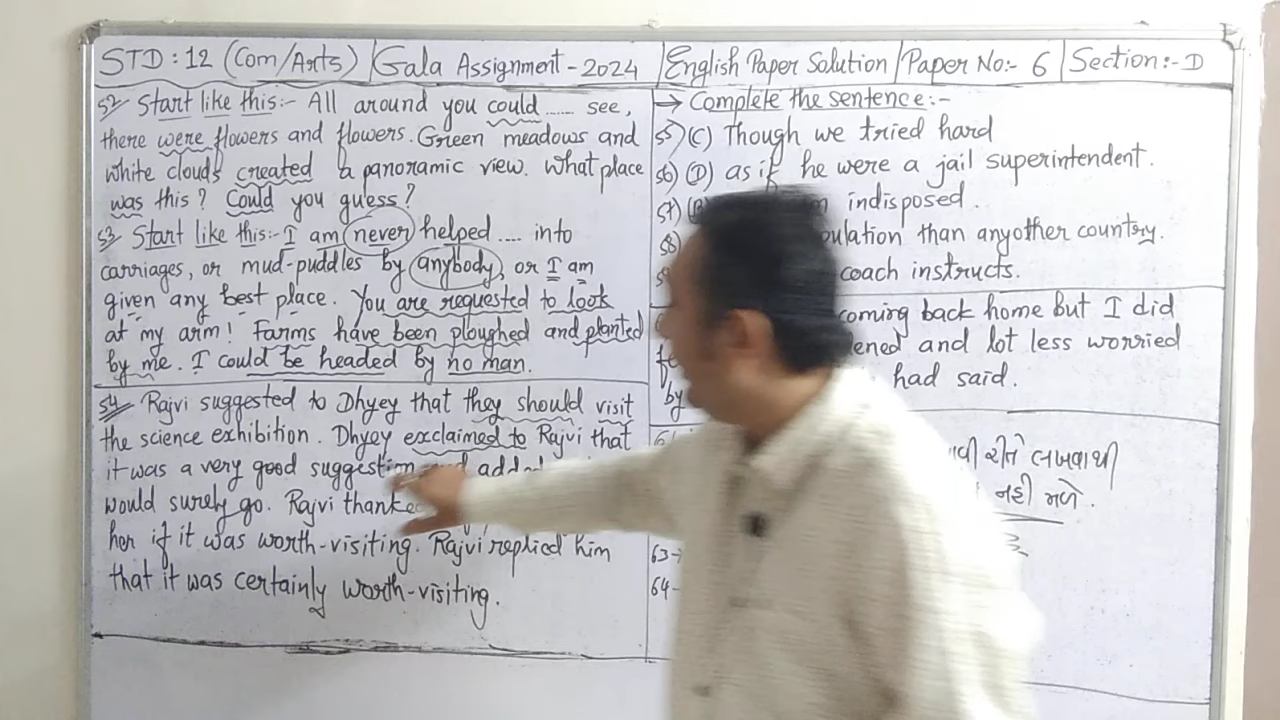 STD : 12 (Com/Arts) | Gala Assignment - 2024 | English Paper Solution | Paper No:- 6 | Section:- D
52) Start like this:- All around you could ...... see,
there were flowers and flowers. Green meadows and
white clouds created a panoramic view. What place
was this? Could you guess?
53) Start like this:- I am never helped .... into
carriages, or mud-puddles by anybody, or I am
given any best place. You are requested to look
at my arm! Farms have been ploughed and planted
by me. I could be headed by no man.
54) Rajvi suggested to Dhyey that they should visit
the science exhibition. Dhyey exclaimed to Rajvi that
it was a very good suggestion
would surely go. Rajvi thanked
her if it was worth-visiting. Rajvi replied him
that it was certainly worth-visiting.
→ Complete the sentence:-
55) (C) Though we tried hard
56) (D) as if he were a jail superintendent.
57) indisposed.
58) than anyother country.
coach instructs.
coming back home but I did
and lot less worried
by had said.
રીતે લખવાથી
નહી મળે.
63-
64-